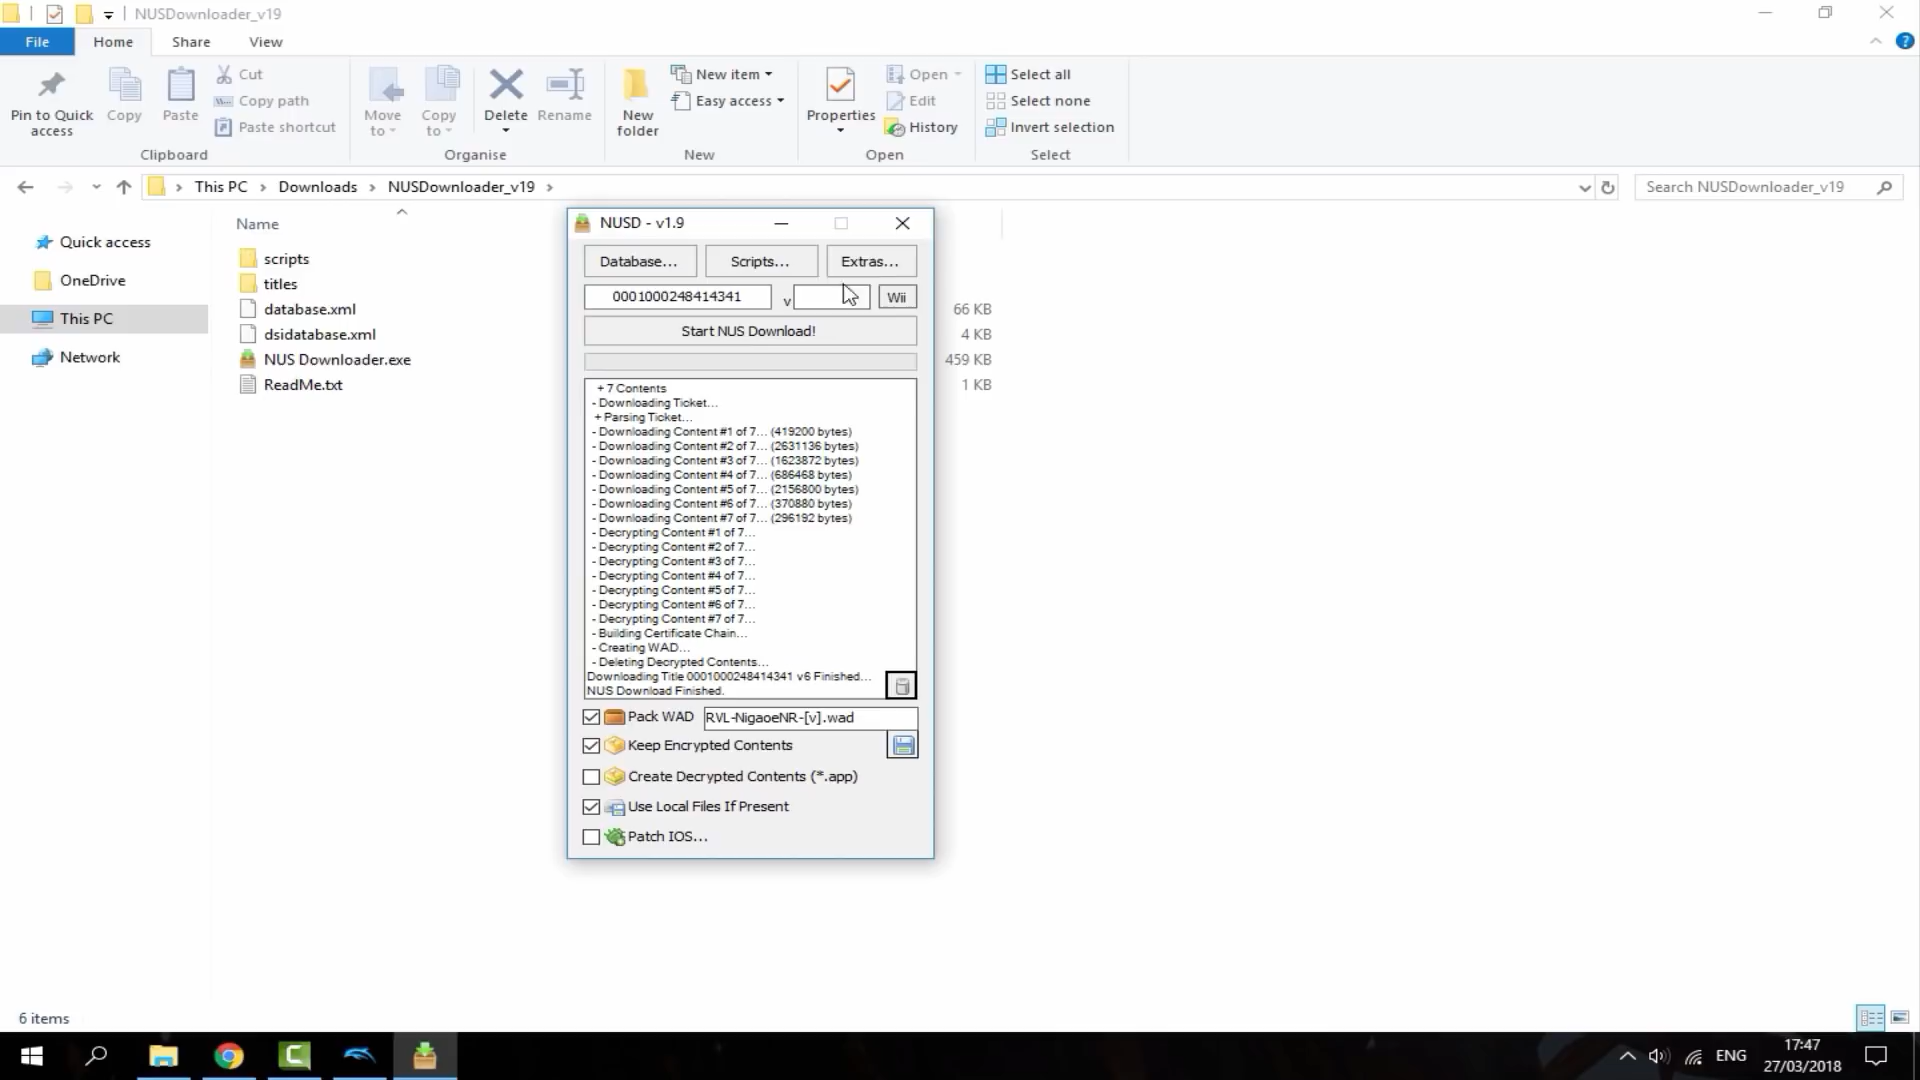 NUSDownloader_v19
File
Home
Share
View
Pin to Quick access
Copy
Paste
Cut
Copy path
Paste shortcut
Clipboard
Move to
Copy to
Delete
Rename
Organise
New folder
New item
Easy access
New
Properties
Open
Edit
History
Open
Select all
Select none
Invert selection
Select
This PC
Downloads
NUSDownloader_v19
Search NUSDownloader_v19
Quick access
OneDrive
This PC
Network
Name
scripts
titles
database.xml
66 KB
dsidatabase.xml
4 KB
NUS Downloader.exe
459 KB
ReadMe.txt
1 KB
NUSD - v1.9
Database...
Scripts...
Extras...
0001000248414341
v
Wii
Start NUS Download!
+ 7 Contents
- Downloading Ticket...
+ Parsing Ticket...
- Downloading Content #1 of 7... (419200 bytes)
- Downloading Content #2 of 7... (2631136 bytes)
- Downloading Content #3 of 7... (1623872 bytes)
- Downloading Content #4 of 7... (686468 bytes)
- Downloading Content #5 of 7... (2156800 bytes)
- Downloading Content #6 of 7... (370880 bytes)
- Downloading Content #7 of 7... (296192 bytes)
- Decrypting Content #1 of 7...
- Decrypting Content #2 of 7...
- Decrypting Content #3 of 7...
- Decrypting Content #4 of 7...
- Decrypting Content #5 of 7...
- Decrypting Content #6 of 7...
- Decrypting Content #7 of 7...
- Building Certificate Chain...
- Creating WAD...
- Deleting Decrypted Contents...
Downloading Title 0001000248414341 v6 Finished...
NUS Download Finished.
Pack WAD
RVL-NigaoeNR-[v].wad
Keep Encrypted Contents
Create Decrypted Contents (*.app)
Use Local Files If Present
Patch IOS...
6 items
ENG
17:47
27/03/2018